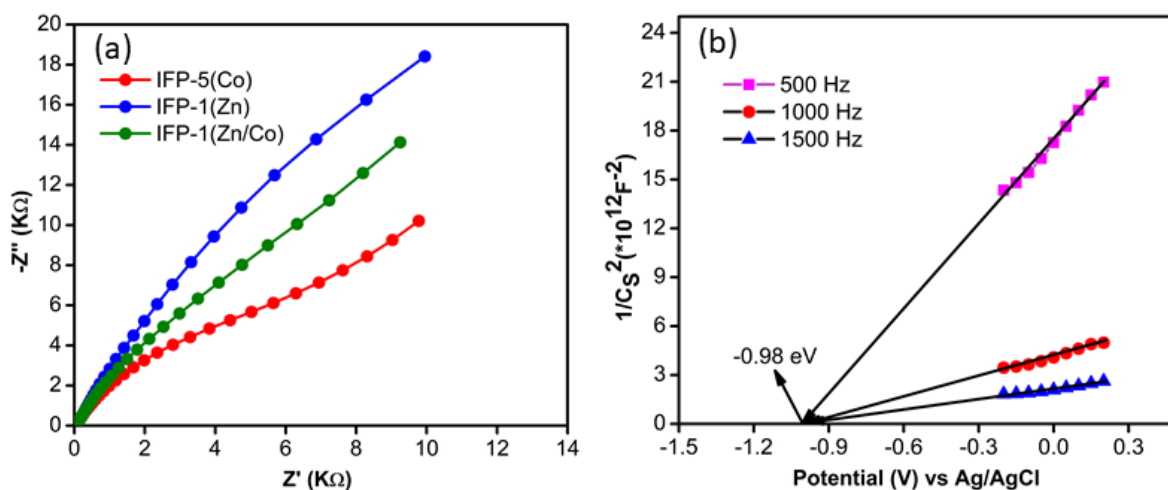 (a)
IFP-5(Co)
IFP-1(Zn)
IFP-1(Zn/Co)
20
18
16
14
12
10
8
6
4
2
0
-Z'' (KΩ)
0 2 4 6 8 10 12 14
Z' (KΩ)
(b)
500 Hz
1000 Hz
1500 Hz
-0.98 eV
24
21
18
15
12
9
6
3
0
1/Cs²(*10¹²F⁻²)
-1.5 -1.2 -0.9 -0.6 -0.3 0.0 0.3
Potential (V) vs Ag/AgCl